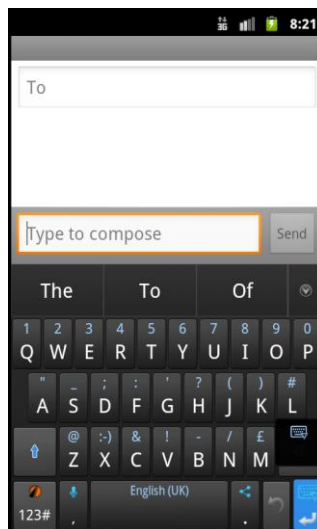 3G 8:21
To
Type to compose Send
The To Of
1 2 3 4 5 6 7 8 9 0
Q W E R T Y U I O P
" _ ; : ' ? ( ) #
A S D F G H J K L
@ :-) & ! - / £
Z X C V B N M
English (UK)
123# , .